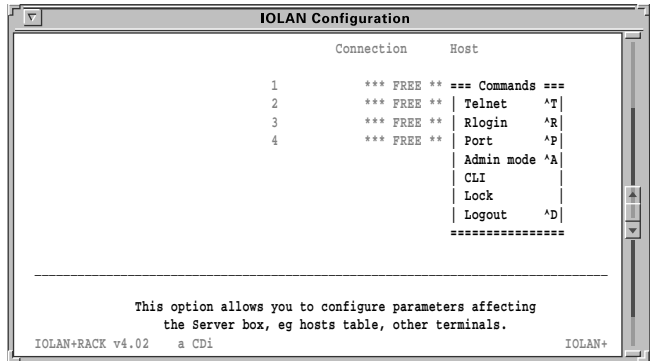 IOLAN Configuration
Connection Host
1 *** FREE ** === Commands ===
2 *** FREE ** | Telnet ^T|
3 *** FREE ** | Rlogin ^R|
4 *** FREE ** | Port ^P|
| Admin mode ^A|
| CLI |
| Lock |
| Logout ^D|
================
This option allows you to configure parameters affecting
the Server box, eg hosts table, other terminals.
IOLAN+RACK v4.02 a CDi IOLAN+